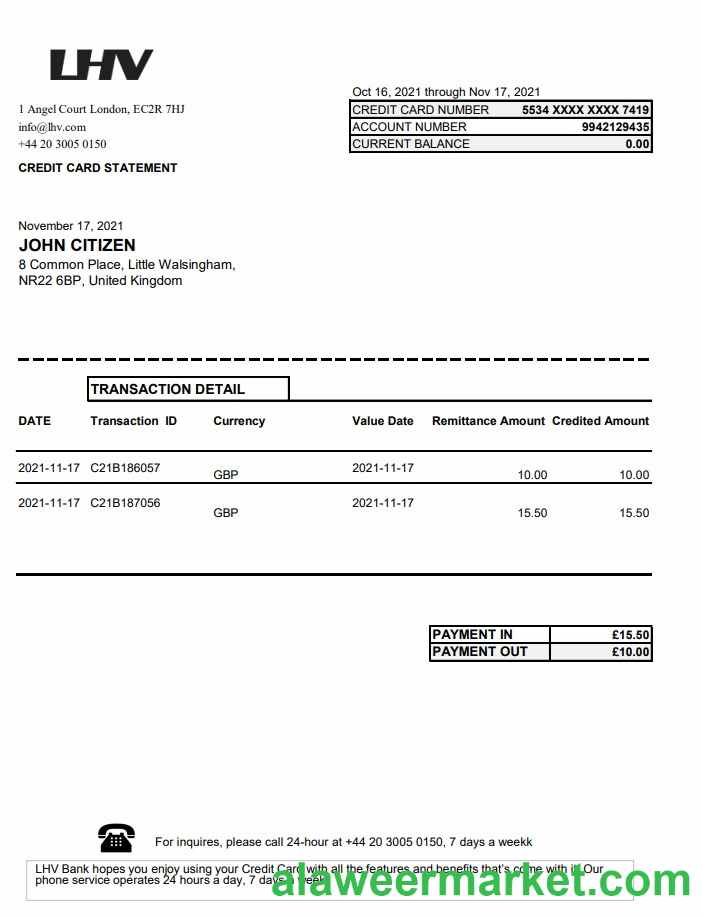 LHV
Oct 16, 2021 through Nov 17, 2021
1 Angel Court London, EC2R 7HJ
CREDIT CARD NUMBER 5534 XXXX XXXX 7419
info@lhv.com
ACCOUNT NUMBER 9942129435
+44 20 3005 0150
CURRENT BALANCE 0.00
CREDIT CARD STATEMENT
November 17, 2021
JOHN CITIZEN
8 Common Place, Little Walsingham,
NR22 6BP, United Kingdom
TRANSACTION DETAIL
DATE Transaction ID Currency Value Date Remittance Amount Credited Amount
2021-11-17 C21B186057 GBP 2021-11-17 10.00 10.00
2021-11-17 C21B187056 GBP 2021-11-17 15.50 15.50
PAYMENT IN £15.50
PAYMENT OUT £10.00
For inquires, please call 24-hour at +44 20 3005 0150, 7 days a weekk
LHV Bank hopes you enjoy using your Credit Card with all the features and benefits that's come with it. Our
phone service operates 24 hours a day, 7 days a week
alaweermarket.com